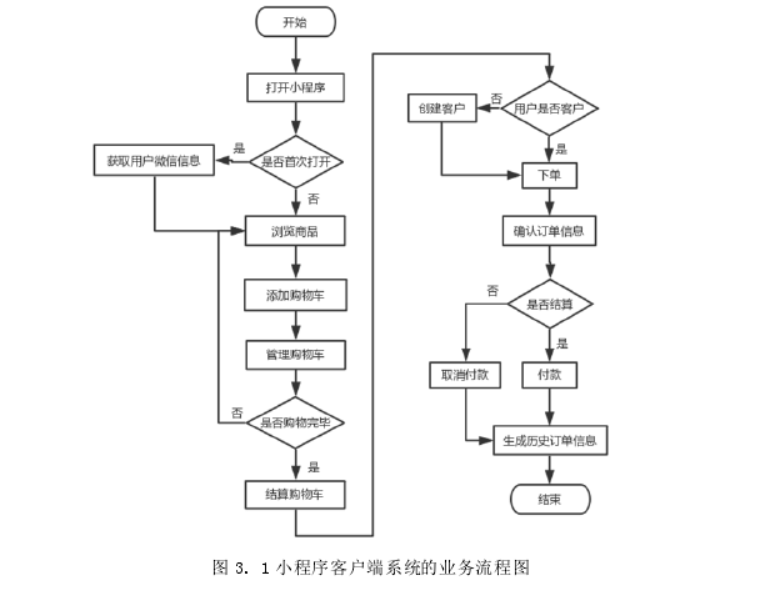 开始
打开小程序
是否首次打开
是
获取用户微信信息
否
浏览商品
添加购物车
管理购物车
是否购物完毕
否
是
结算购物车
用户是否客户
否
创建客户
是
下单
确认订单信息
是否结算
否
是
取消付款
付款
生成历史订单信息
结束
图 3. 1 小程序客户端系统的业务流程图